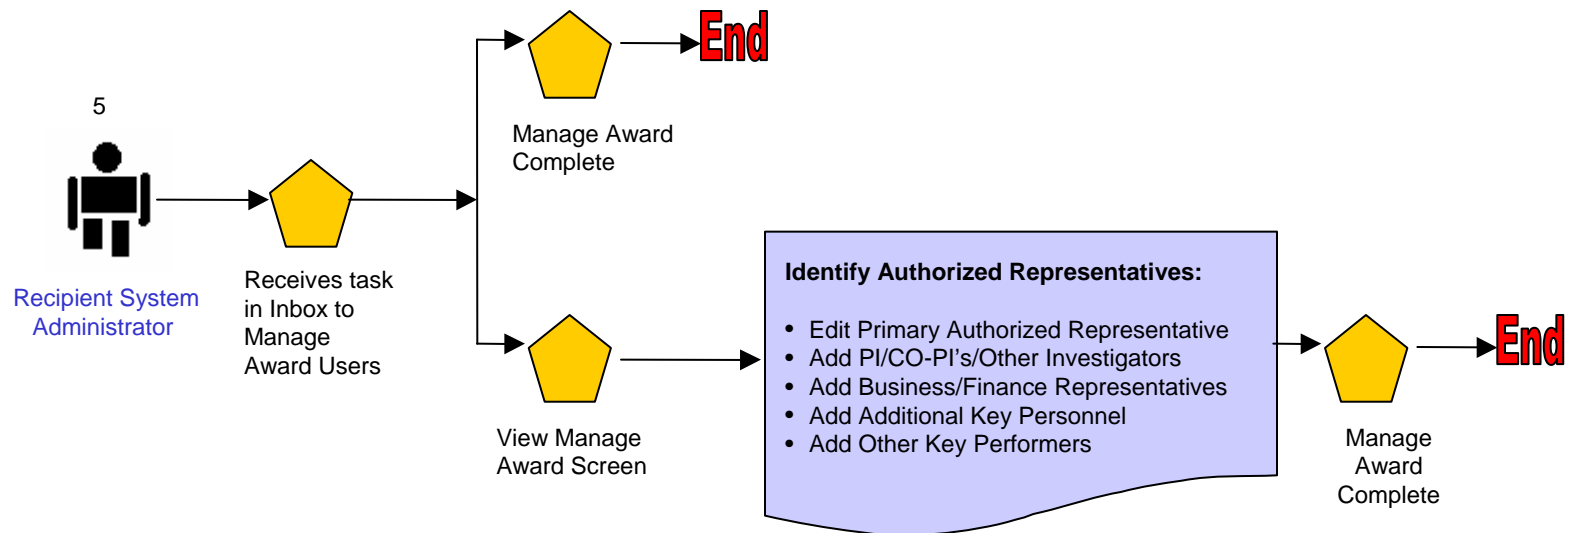 End
Manage Award
Complete
5
Recipient System
Administrator
Receives task
in Inbox to
Manage
Award Users
View Manage
Award Screen
Identify Authorized Representatives:
• Edit Primary Authorized Representative
• Add PI/CO-PI's/Other Investigators
• Add Business/Finance Representatives
• Add Additional Key Personnel
• Add Other Key Performers
Manage
Award
Complete
End